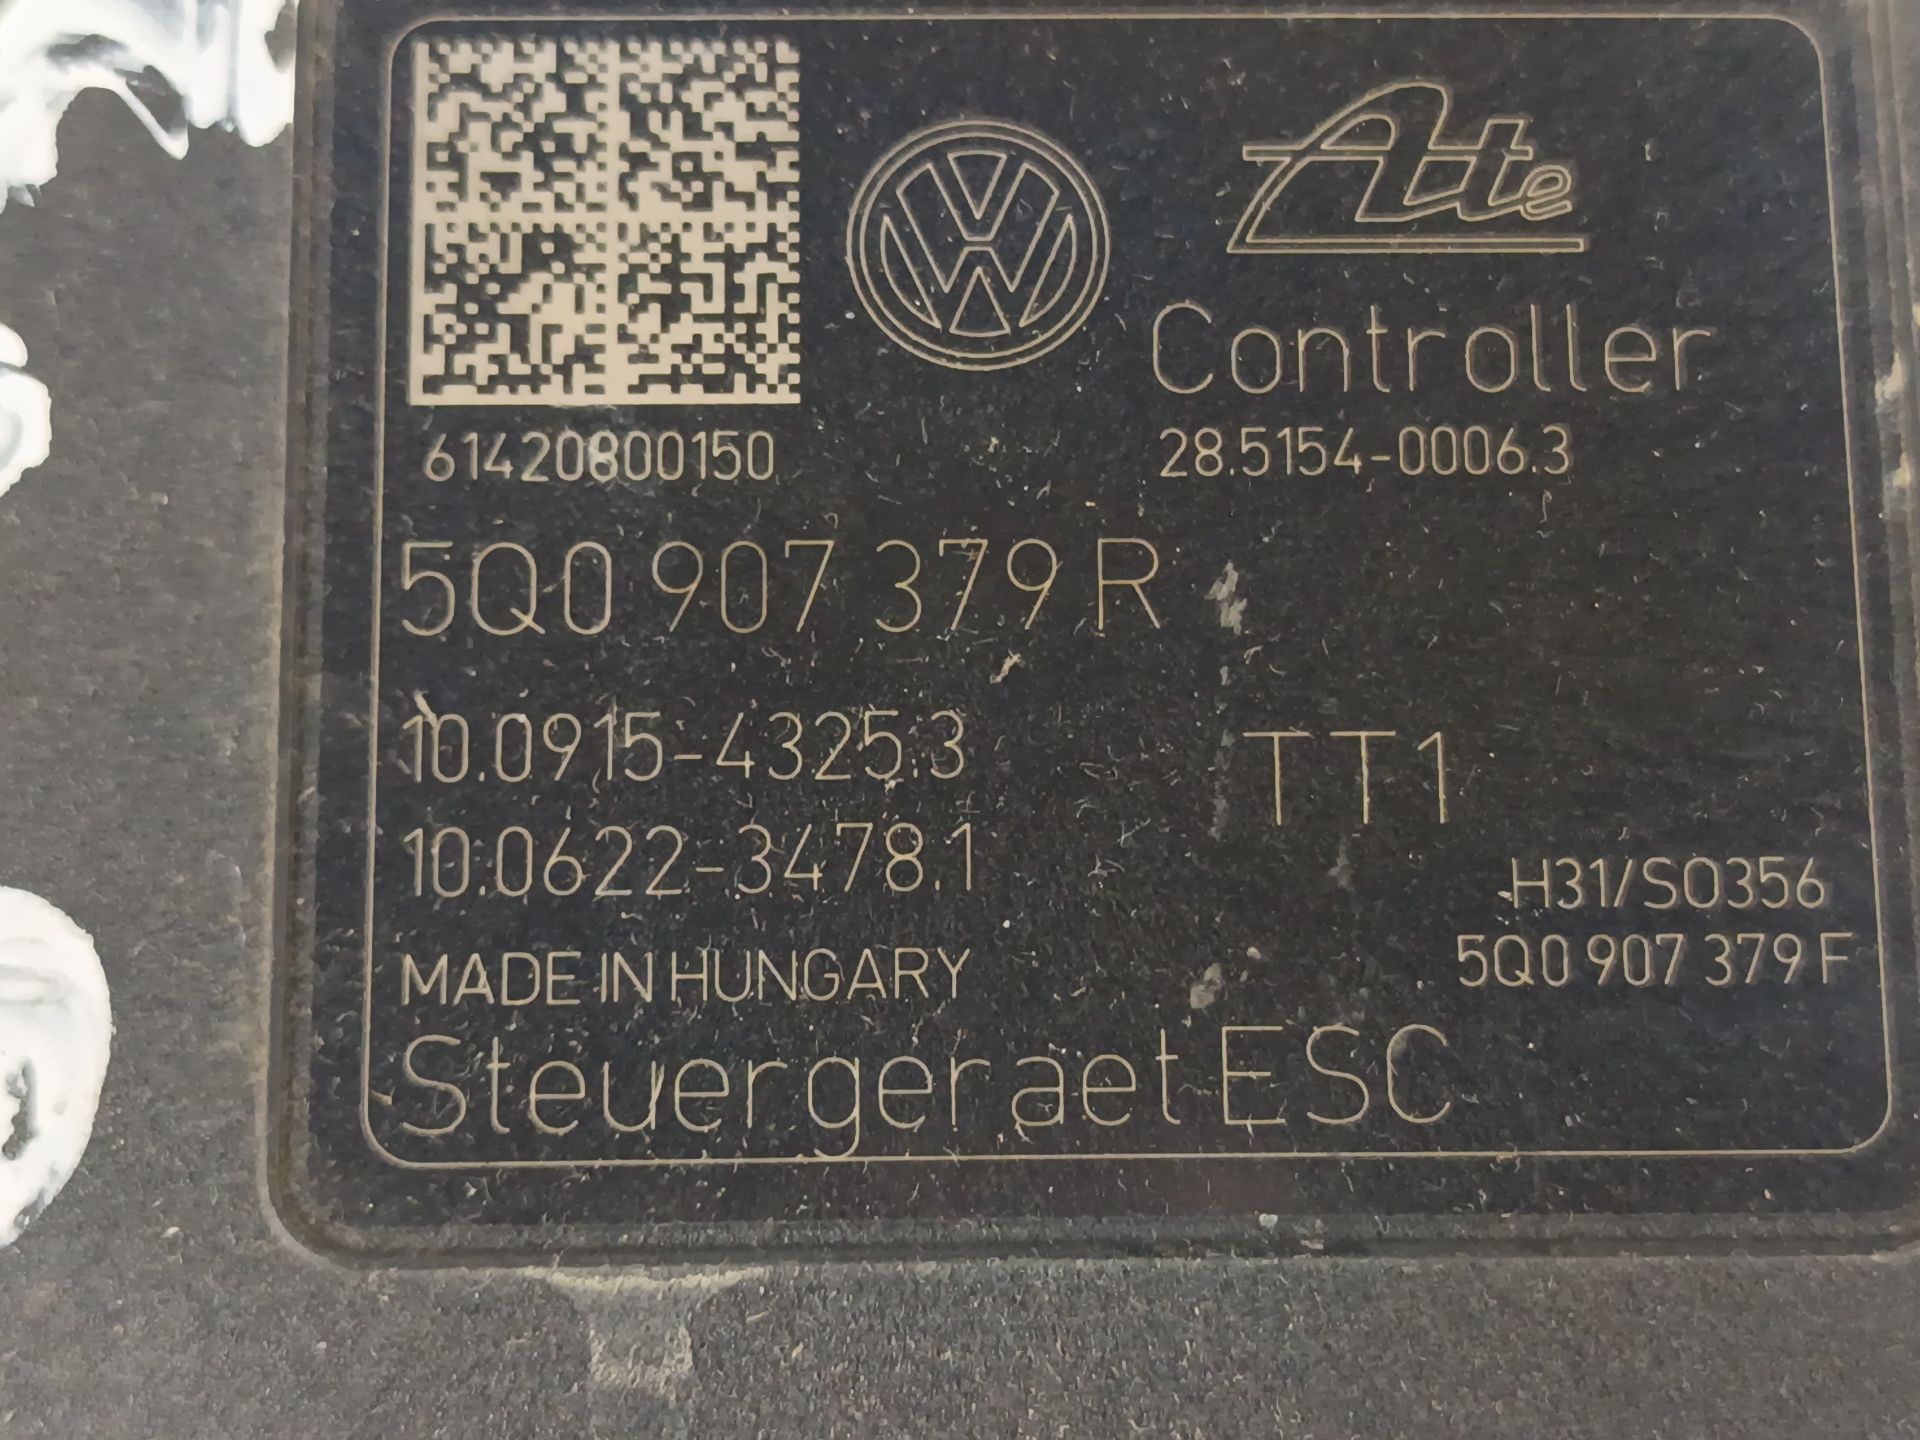 Ate
Controller
61420800150
28.5154-0006.3
5Q0 907 379 R
10.0915-4325.3
TT1
10.0622-3478.1
H31/SO356
MADE IN HUNGARY
5Q0 907 379 F
Steuergeraet ESC